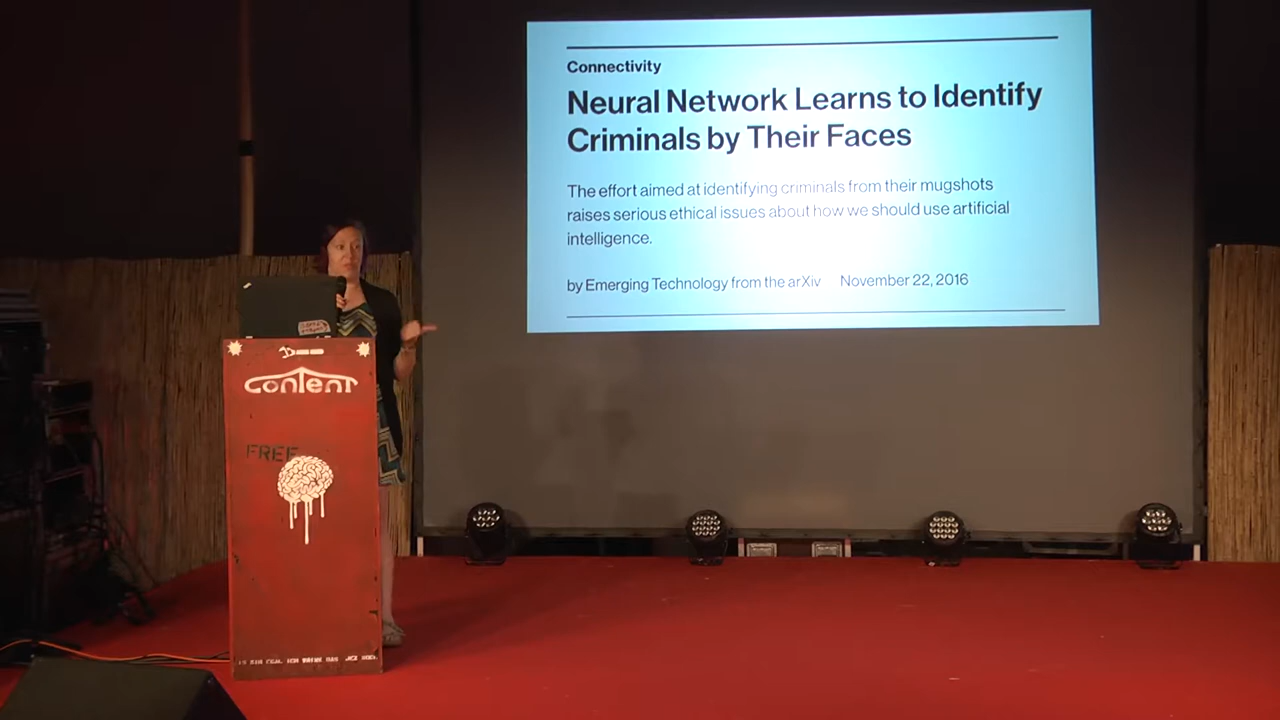 Connectivity
Neural Network Learns to Identify
Criminals by Their Faces
The effort aimed at identifying criminals from their mugshots
raises serious ethical issues about how we should use artificial
intelligence.
by Emerging Technology from the arXiv November 22, 2016
CONTENT
FREE